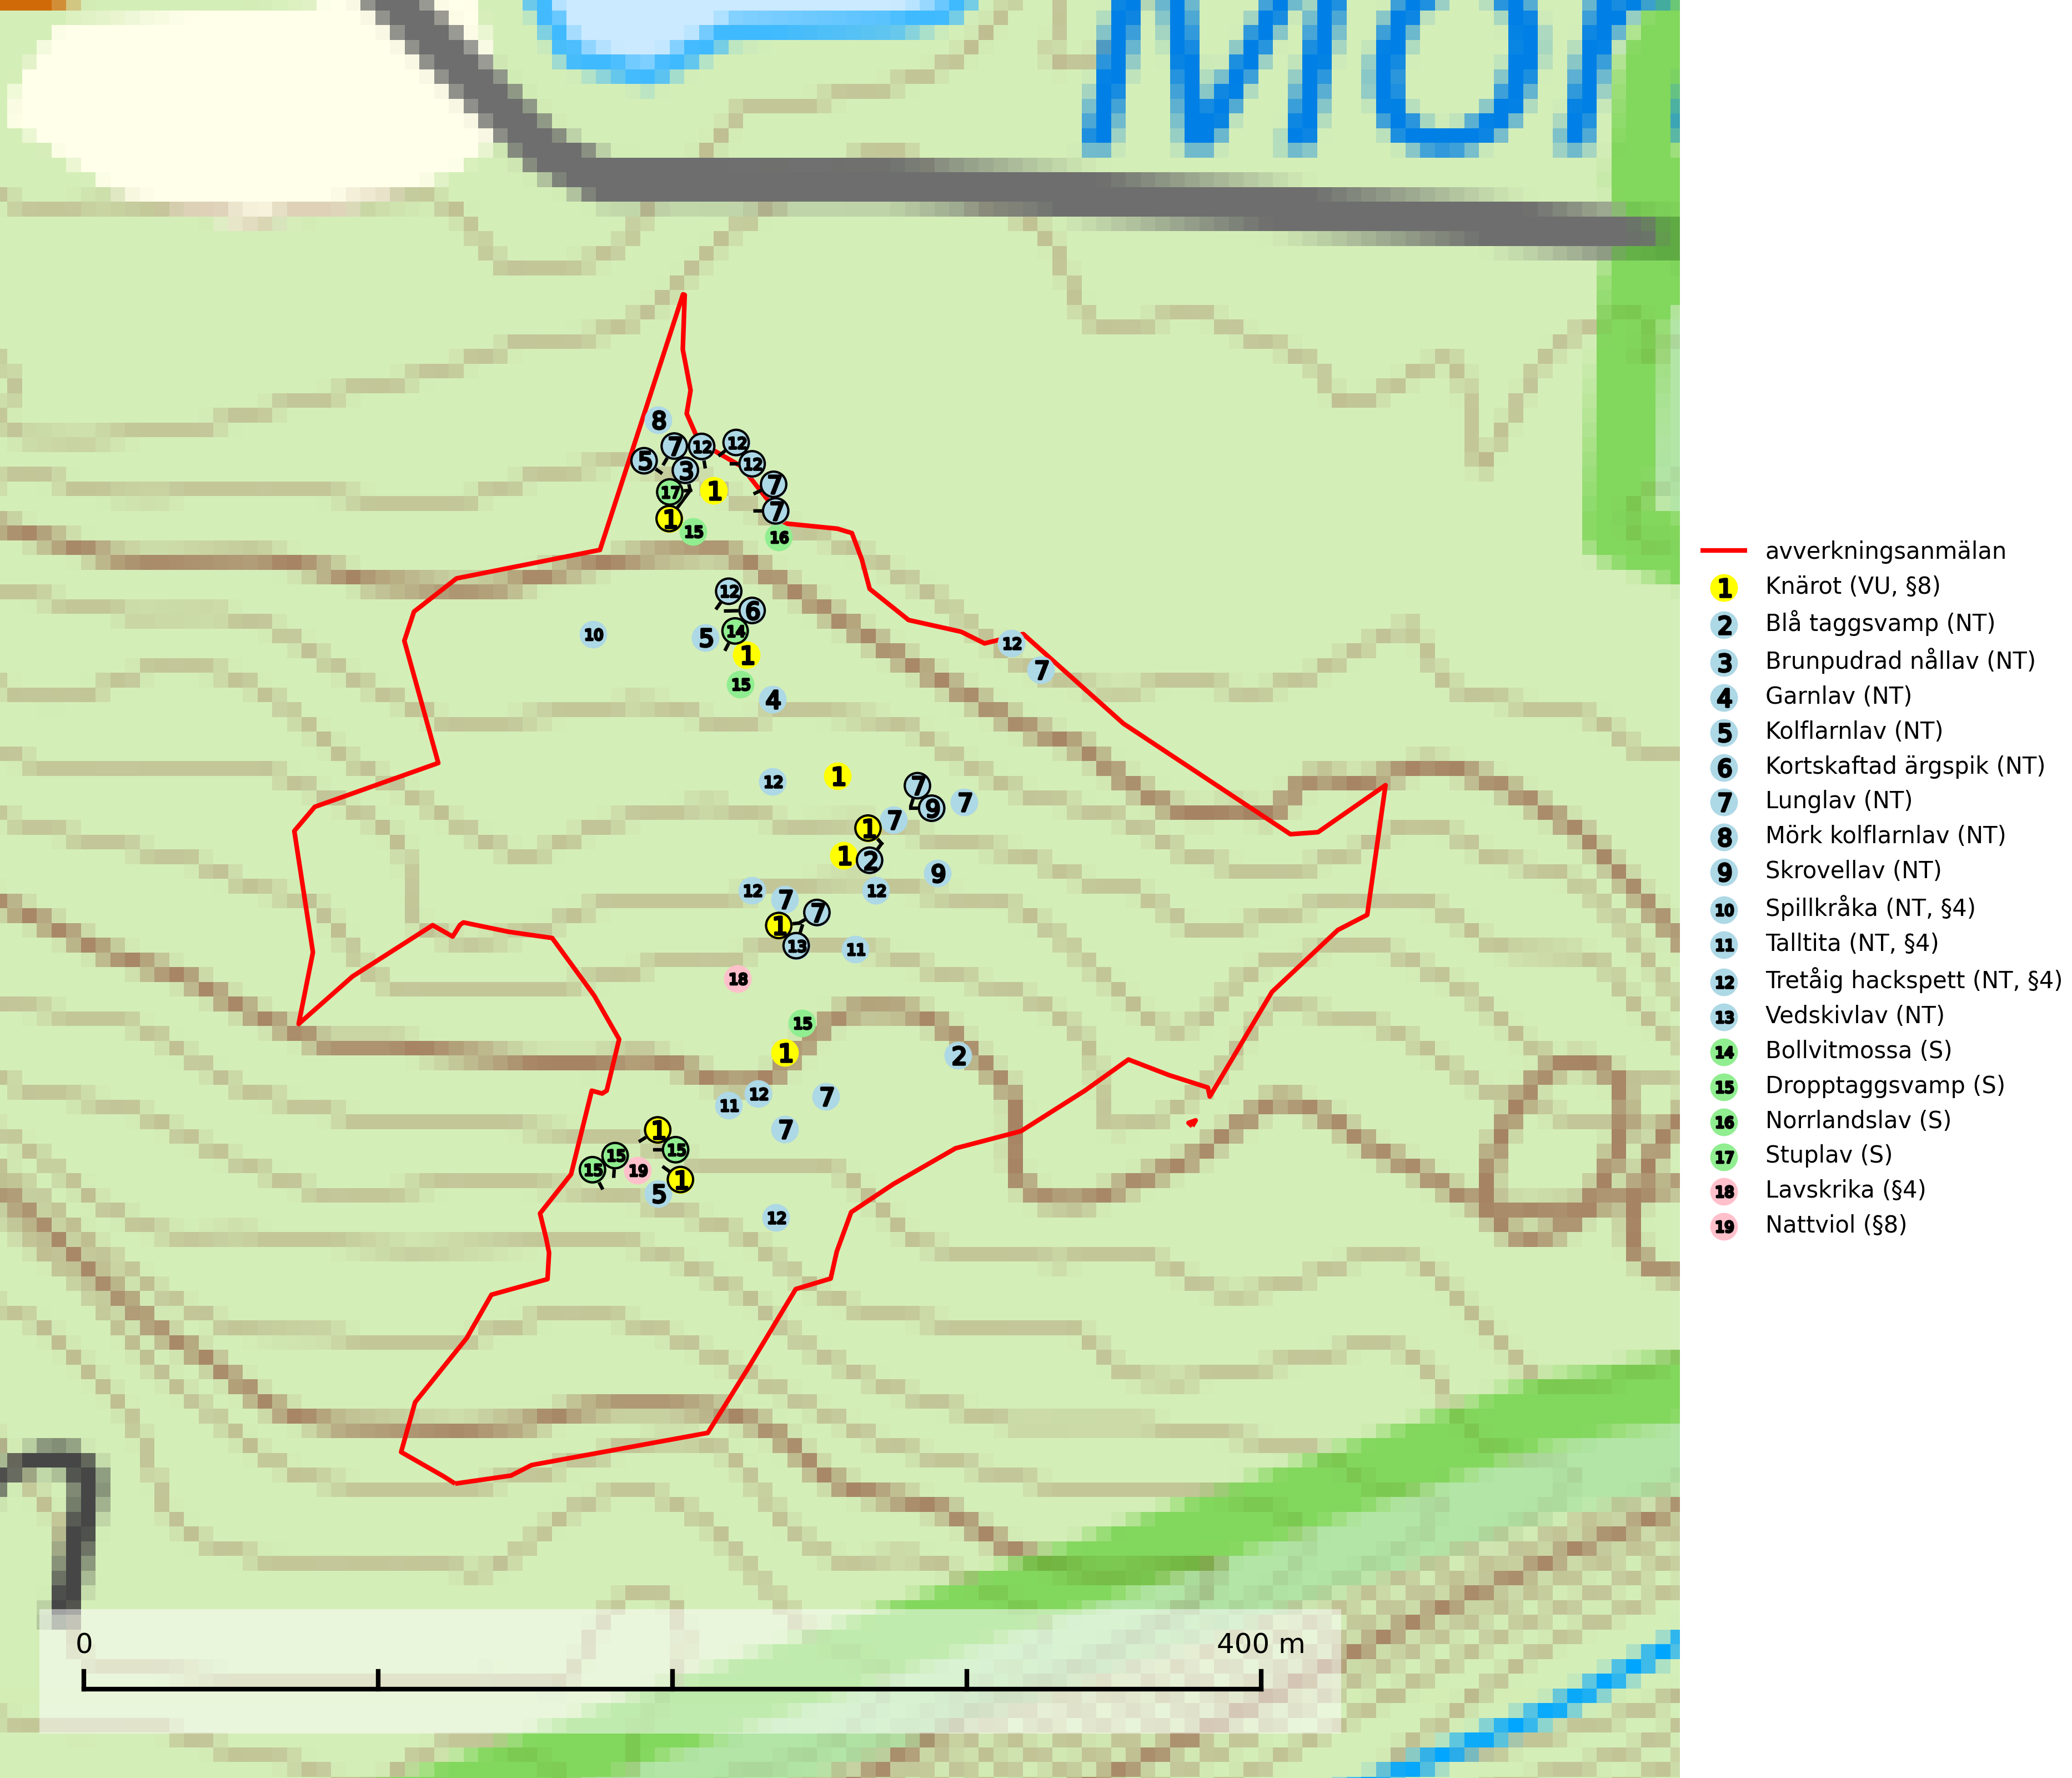 8
7
12
12
5
3
12
17
1
7
1
7
15
16
12
6
10
5
14
12
1
7
15
4
12
1
7
9
7
7
1
1
2
9
12
7
12
7
1
13
11
18
15
1
2
12
7
11
1
7
15
15
15
19
1
5
12
0
400 m
avverkningsanmälan
1 Knärot (VU, §8)
2 Blå taggsvamp (NT)
3 Brunpudrad nållav (NT)
4 Garnlav (NT)
5 Kolflarnlav (NT)
6 Kortskaftad ärgspik (NT)
7 Lunglav (NT)
8 Mörk kolflarnlav (NT)
9 Skrovellav (NT)
10 Spillkråka (NT, §4)
11 Talltita (NT, §4)
12 Tretåig hackspett (NT, §4)
13 Vedskivlav (NT)
14 Bollvitmossa (S)
15 Dropptaggsvamp (S)
16 Norrlandslav (S)
17 Stuplav (S)
18 Lavskrika (§4)
19 Nattviol (§8)